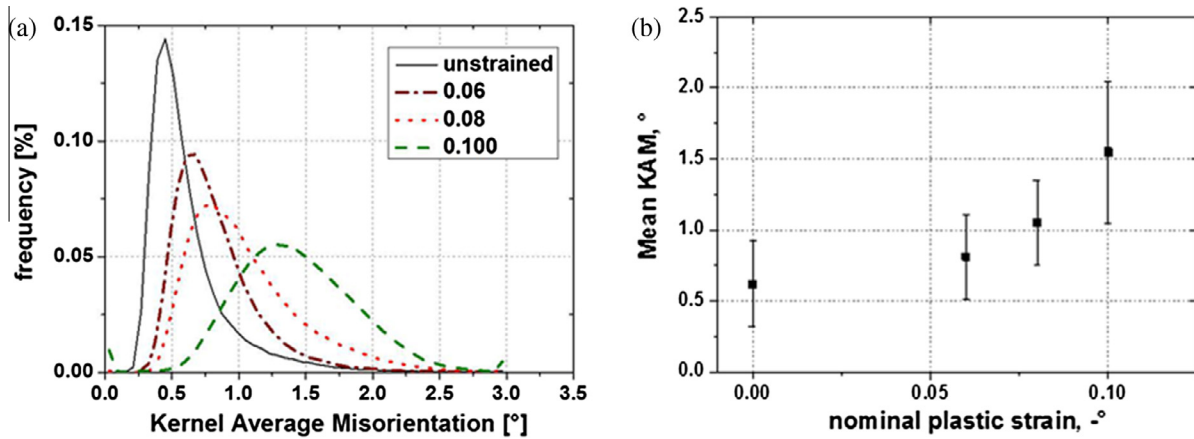 (a)
0.15
0.10
0.05
0.00
frequency [%]
unstrained
0.06
0.08
0.100
0.0 0.5 1.0 1.5 2.0 2.5 3.0 3.5
Kernel Average Misorientation [°]
(b)
2.5
2.0
1.5
1.0
0.5
0.0
Mean KAM, °
0.00 0.05 0.10
nominal plastic strain, -°